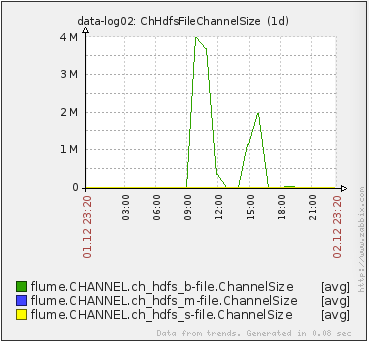 data-log02: ChHdfsFileChannelSize (1d)
4 M
3 M
2 M
1 M
0
01.12 23:20
03:00
06:00
09:00
12:00
15:00
18:00
21:00
02.12 23:20
http://www.zabbix.com
flume.CHANNEL.ch_hdfs_b-file.ChannelSize [avg]
flume.CHANNEL.ch_hdfs_m-file.ChannelSize [avg]
flume.CHANNEL.ch_hdfs_s-file.ChannelSize [avg]
Data from trends. Generated in 0.08 sec